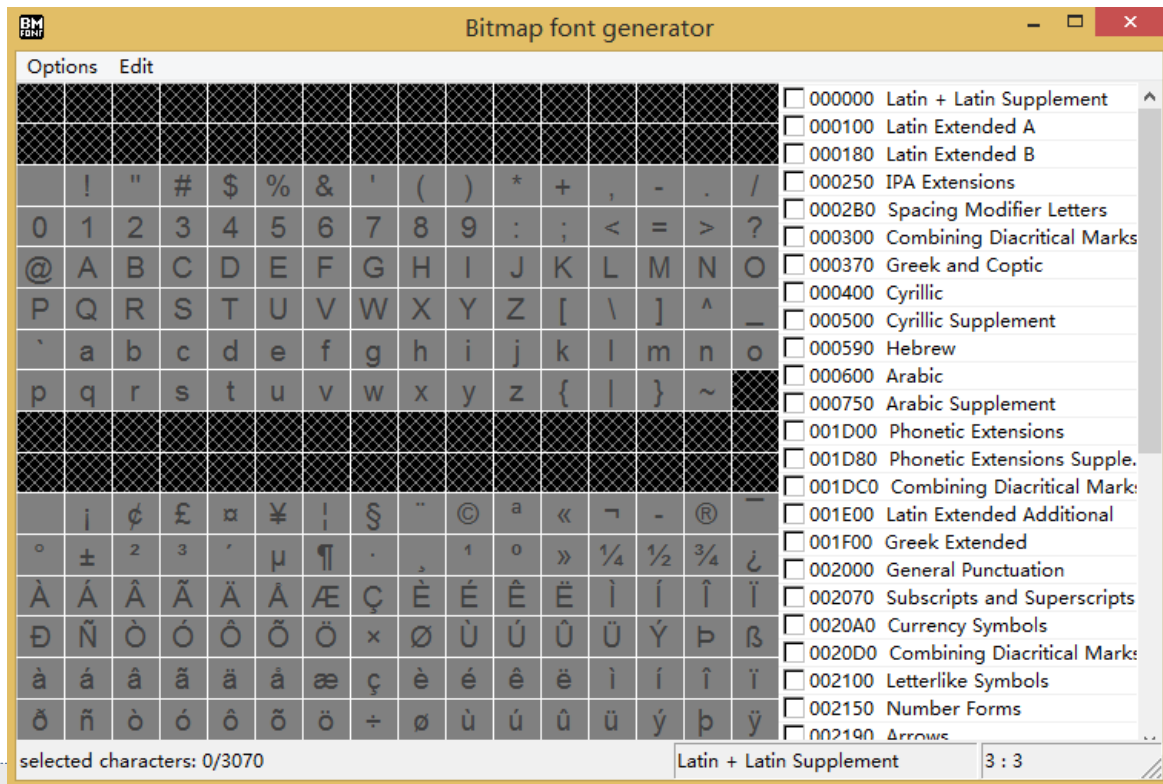 BM FONT
Bitmap font generator
Options Edit
! " # $ % & ' ( ) * + , - . /
0 1 2 3 4 5 6 7 8 9 : ; < = > ?
@ A B C D E F G H I J K L M N O
P Q R S T U V W X Y Z [ \ ] ^ _
` a b c d e f g h i j k l m n o
p q r s t u v w x y z { | } ~
¡ ¢ £ ¤ ¥ ¦ § ¨ © ª « ¬ - ® ¯
° ± ² ³ ´ µ ¶ · ¸ ¹ º » ¼ ½ ¾ ¿
À Á Â Ã Ä Å Æ Ç È É Ê Ë Ì Í Î Ï
Ð Ñ Ò Ó Ô Õ Ö × Ø Ù Ú Û Ü Ý Þ ß
à á â ã ä å æ ç è é ê ë ì í î ï
ð ñ ò ó ô õ ö ÷ ø ù ú û ü ý þ ÿ
000000 Latin + Latin Supplement
000100 Latin Extended A
000180 Latin Extended B
000250 IPA Extensions
0002B0 Spacing Modifier Letters
000300 Combining Diacritical Marks
000370 Greek and Coptic
000400 Cyrillic
000500 Cyrillic Supplement
000590 Hebrew
000600 Arabic
000750 Arabic Supplement
001D00 Phonetic Extensions
001D80 Phonetic Extensions Supple.
001DC0 Combining Diacritical Marks
001E00 Latin Extended Additional
001F00 Greek Extended
002000 General Punctuation
002070 Subscripts and Superscripts
0020A0 Currency Symbols
0020D0 Combining Diacritical Marks
002100 Letterlike Symbols
002150 Number Forms
002190 Arrows
selected characters: 0/3070
Latin + Latin Supplement
3 : 3